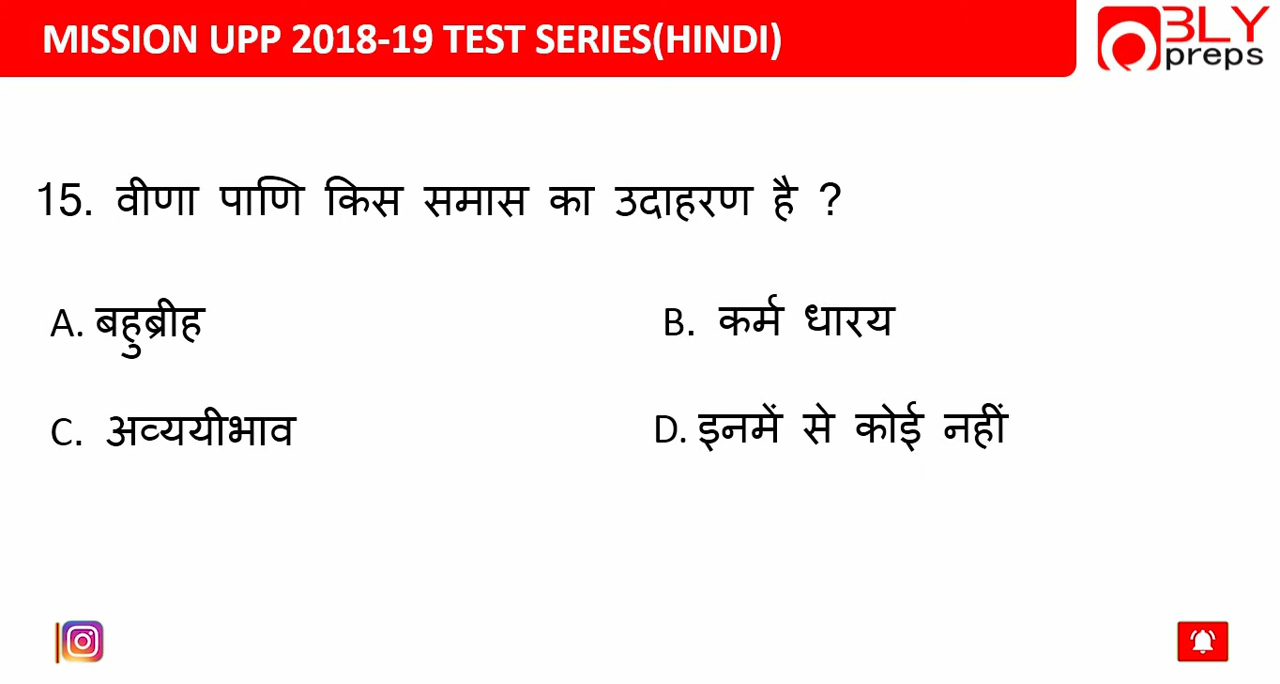 MISSION UPP 2018-19 TEST SERIES(HINDI)
3LY
preps
15. वीणा पाणि किस समास का उदाहरण है ?
A. बहुब्रीह
B. कर्म धारय
C. अव्ययीभाव
D. इनमें से कोई नहीं